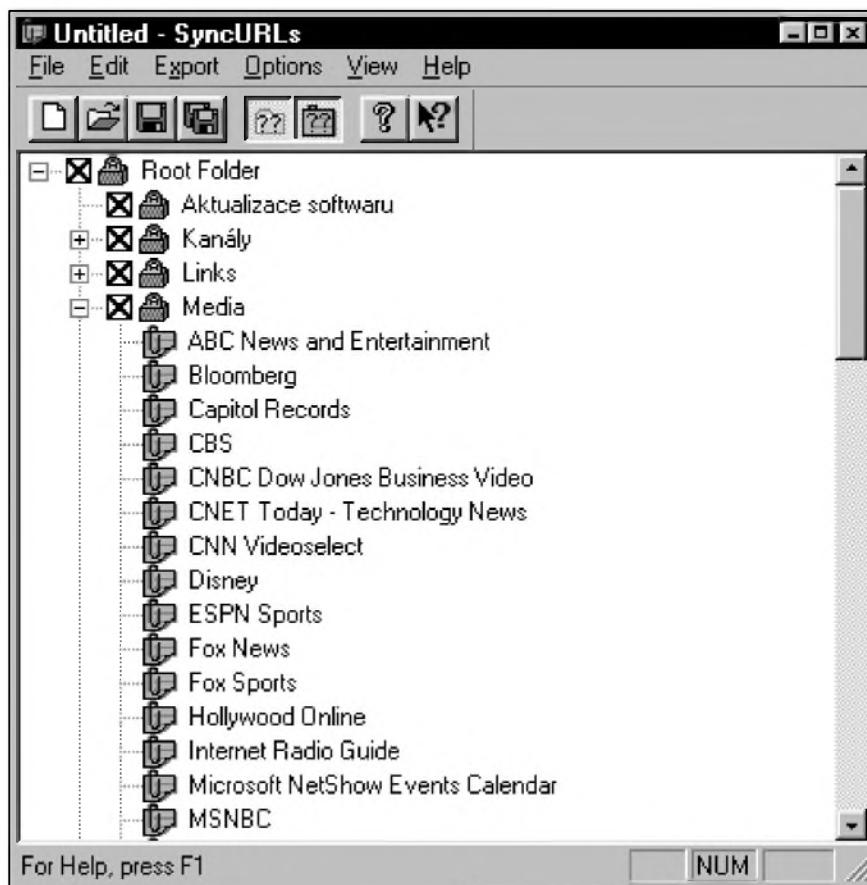 Untitled - SyncURLs
File Edit Export Options View Help
?? ?? ? ?
Root Folder
Aktualizace softwaru
Kanály
Links
Media
ABC News and Entertainment
Bloomberg
Capitol Records
CBS
CNBC Dow Jones Business Video
CNET Today - Technology News
CNN Videoselect
Disney
ESPN Sports
Fox News
Fox Sports
Hollywood Online
Internet Radio Guide
Microsoft NetShow Events Calendar
MSNBC
For Help, press F1 NUM